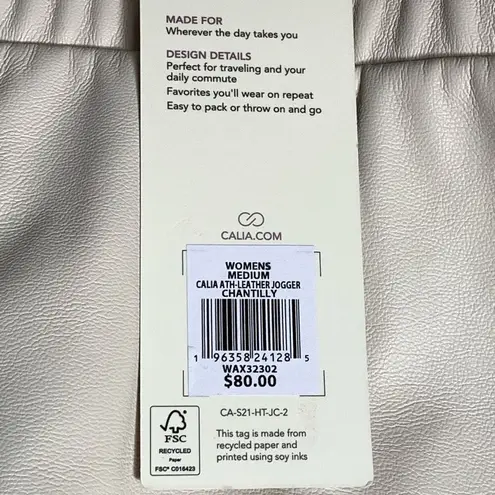 MADE FOR
Wherever the day takes you
DESIGN DETAILS
Perfect for traveling and your
daily commute
Favorites you'll wear on repeat
Easy to pack or throw on and go
CALIA.COM
WOMENS
MEDIUM
CALIA ATH-LEATHER JOGGER
CHANTILLY
1 96358 24128 5
WAX32302
$80.00
CA-S21-HT-JC-2
This tag is made from
recycled paper and
printed using soy inks
FSC
RECYCLED
Paper
FSC® C016423